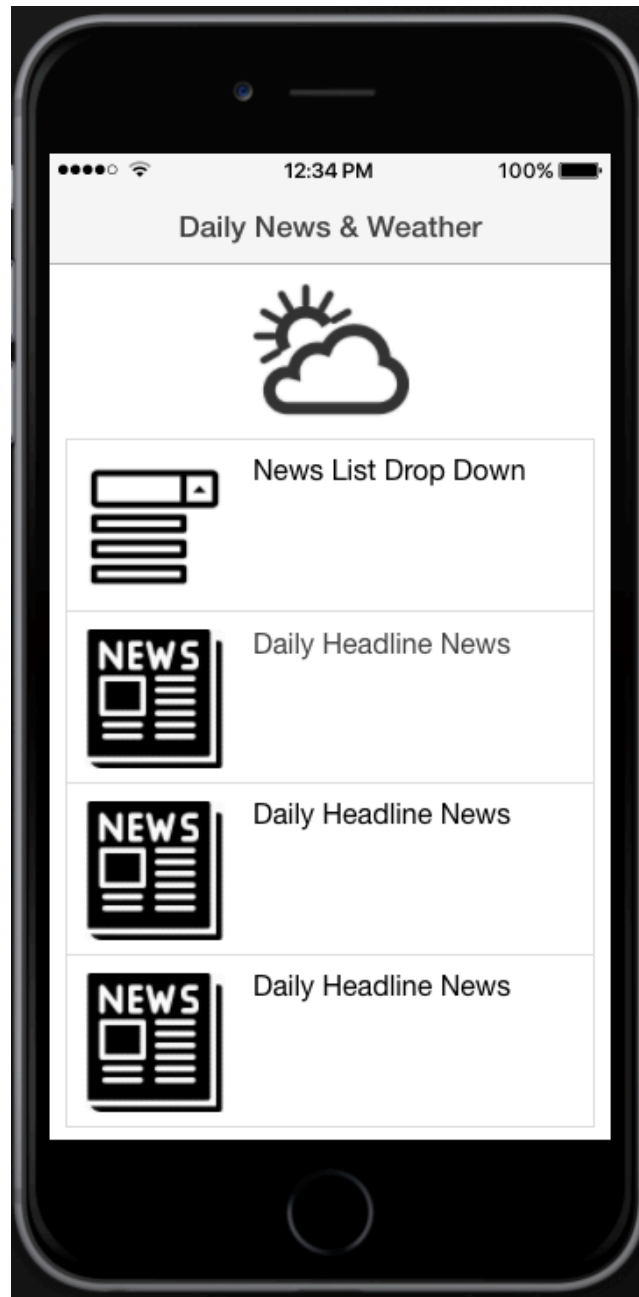 12:34 PM
100%
Daily News & Weather
News List Drop Down
NEWS
Daily Headline News
NEWS
Daily Headline News
NEWS
Daily Headline News